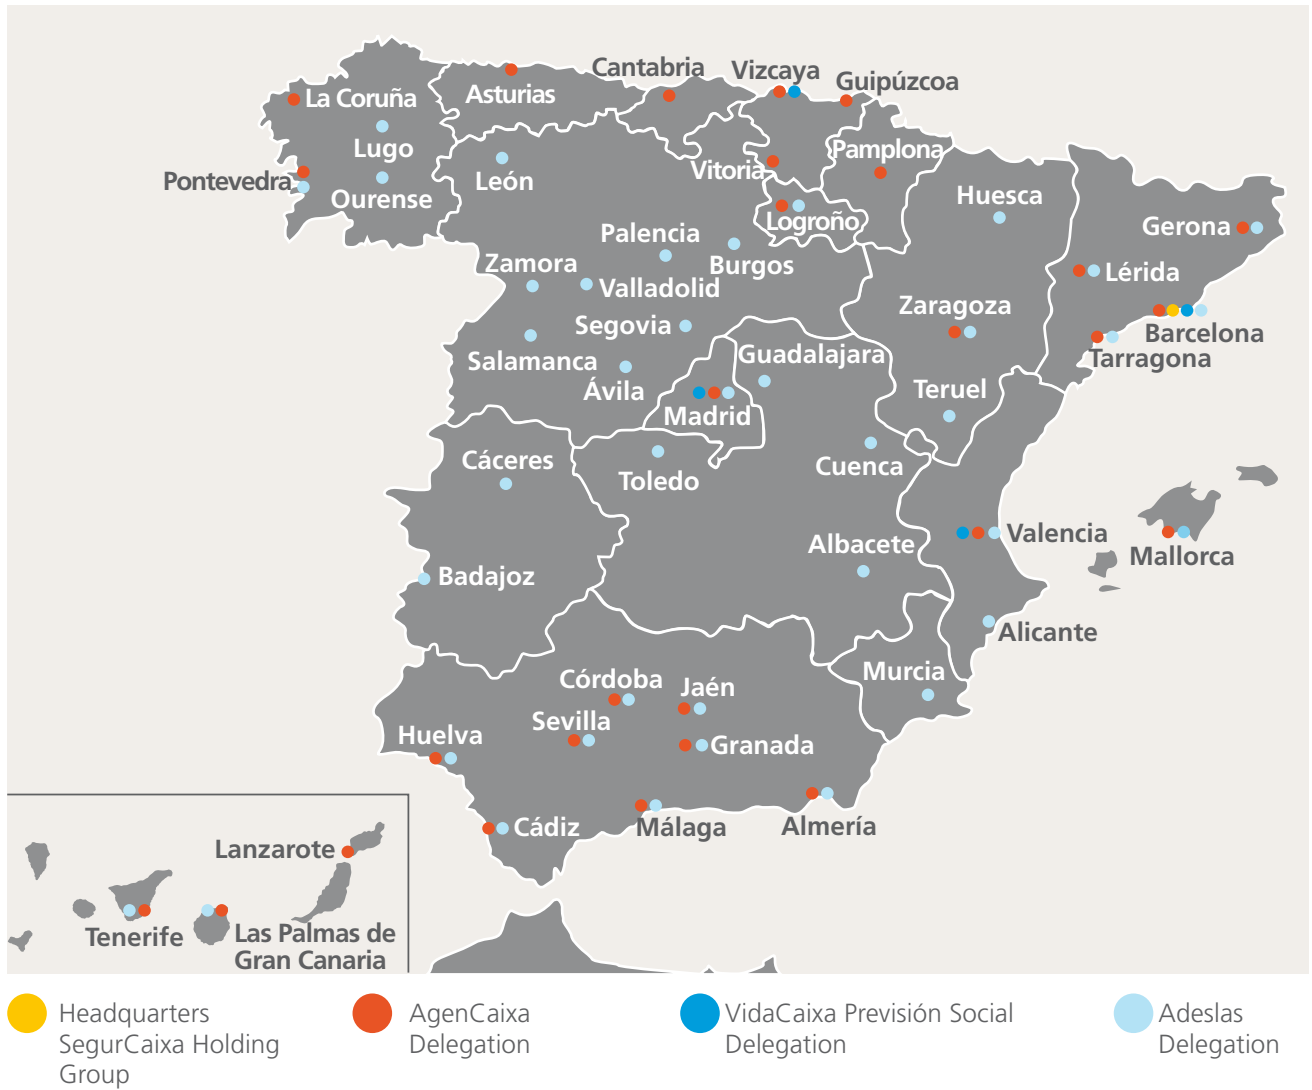 Cantabria
Vizcaya
Guipúzcoa
La Coruña
Asturias
Lugo
Pamplona
Vitoria
Pontevedra
León
Ourense
Huesca
Logroño
Gerona
Palencia
Burgos
Zamora
Valladolid
Lérida
Zaragoza
Segovia
Barcelona
Salamanca
Guadalajara
Tarragona
Ávila
Teruel
Madrid
Cáceres
Toledo
Cuenca
Valencia
Albacete
Mallorca
Badajoz
Alicante
Murcia
Córdoba
Jaén
Sevilla
Huelva
Granada
Cádiz
Málaga
Almería
Lanzarote
Tenerife
Las Palmas de
Gran Canaria
Headquarters
SegurCaixa Holding
Group
AgenCaixa
Delegation
VidaCaixa Previsión Social
Delegation
Adeslas
Delegation